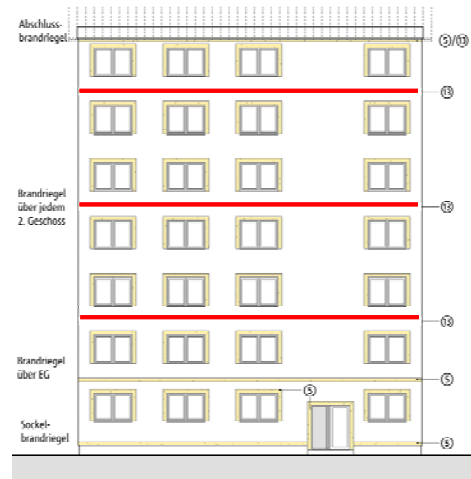 Abschluss-
brandriegel
5/13
13
Brandriegel
über jedem
2. Geschoss
13
13
Brandriegel
über EG
5
5
Sockel-
brandriegel
5